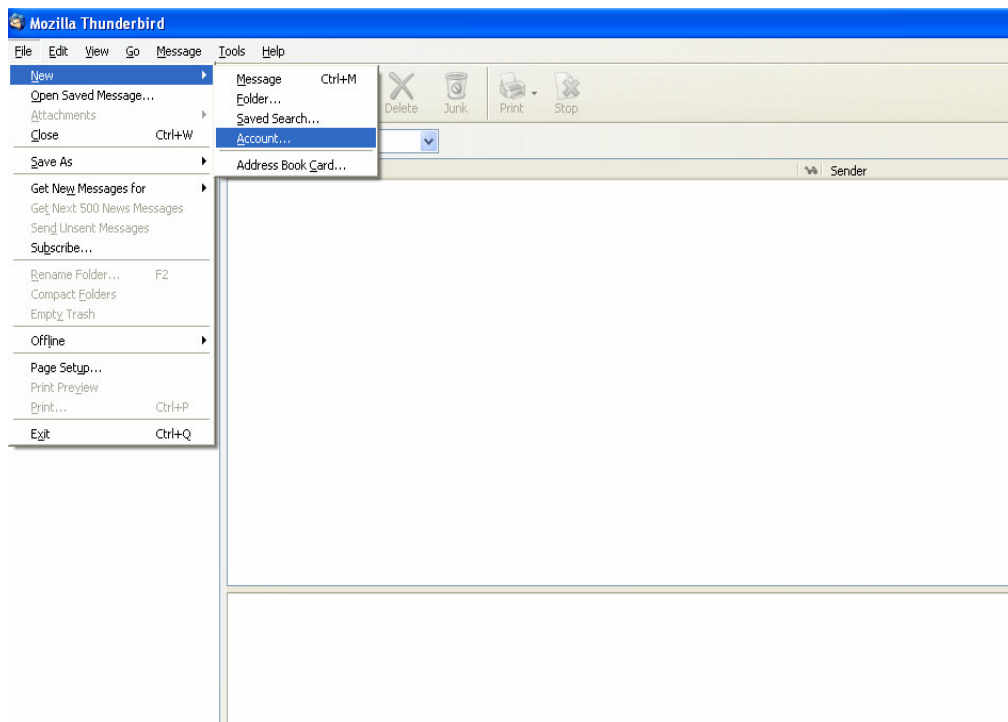 Mozilla Thunderbird
File Edit View Go Message Tools Help
New
Open Saved Message...
Attachments
Close Ctrl+W
Save As
Get New Messages for
Get Next 500 News Messages
Send Unsent Messages
Subscribe...
Rename Folder... F2
Compact Folders
Empty Trash
Offline
Page Setup...
Print Preview
Print... Ctrl+P
Exit Ctrl+Q
Message Ctrl+M
Folder...
Saved Search...
Account...
Address Book Card...
Delete Junk Print Stop
Sender